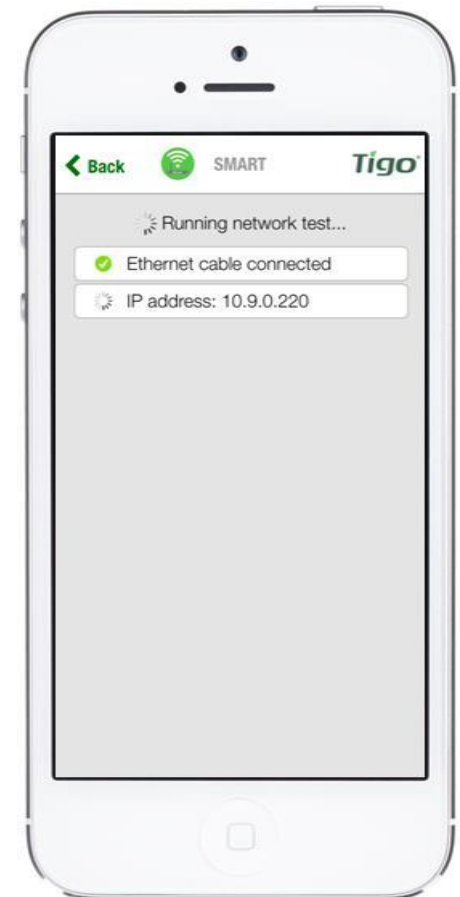 Back SMART Tigo
Running network test...
Ethernet cable connected
IP address: 10.9.0.220